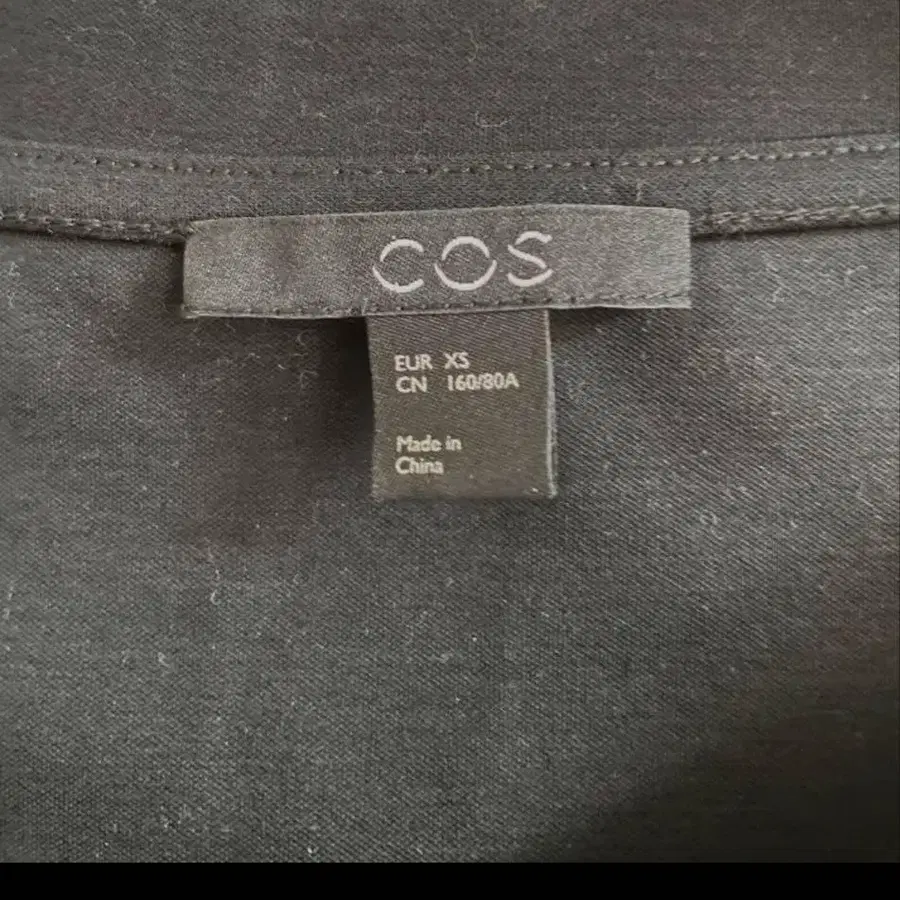 COS
EUR XS
CN 160/80A
Made in
China